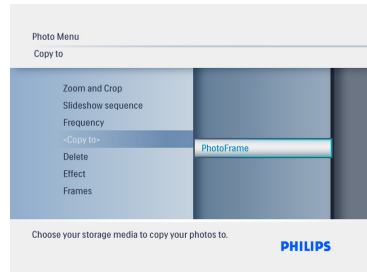 Photo Menu
Copy to
Zoom and Crop
Slideshow sequence
Frequency
<Copy to>
PhotoFrame
Delete
Effect
Frames
Choose your storage media to copy your photos to.
PHILIPS